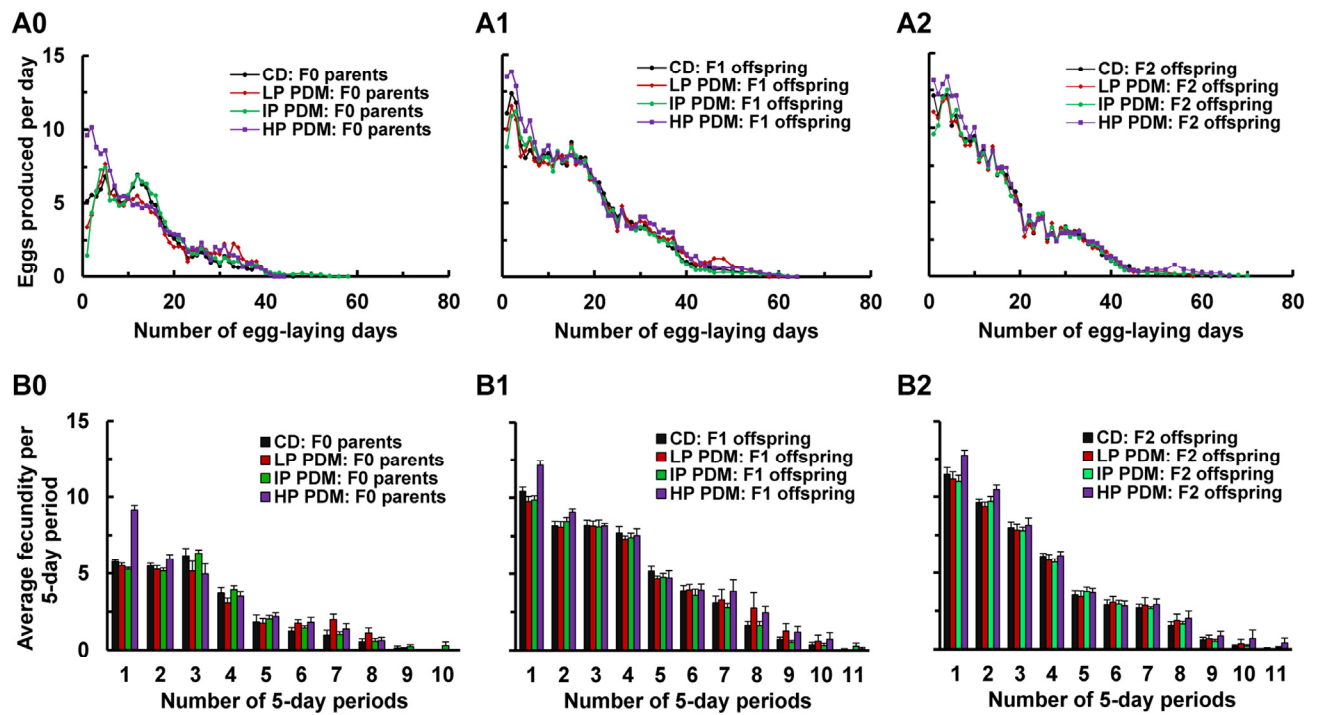 A0
A1
A2
15
10
5
0
Eggs produced per day
CD: F0 parents
LP PDM: F0 parents
IP PDM: F0 parents
HP PDM: F0 parents
0 20 40 60 80
Number of egg-laying days
CD: F1 offspring
LP PDM: F1 offspring
IP PDM: F1 offspring
HP PDM: F1 offspring
0 20 40 60 80
Number of egg-laying days
CD: F2 offspring
LP PDM: F2 offspring
IP PDM: F2 offspring
HP PDM: F2 offspring
0 20 40 60 80
Number of egg-laying days
B0
B1
B2
15
10
5
0
Average fecundity per
5-day period
CD: F0 parents
LP PDM: F0 parents
IP PDM: F0 parents
HP PDM: F0 parents
1 2 3 4 5 6 7 8 9 10
Number of 5-day periods
CD: F1 offspring
LP PDM: F1 offspring
IP PDM: F1 offspring
HP PDM: F1 offspring
1 2 3 4 5 6 7 8 9 10 11
Number of 5-day periods
CD: F2 offspring
LP PDM: F2 offspring
IP PDM: F2 offspring
HP PDM: F2 offspring
1 2 3 4 5 6 7 8 9 10 11
Number of 5-day periods